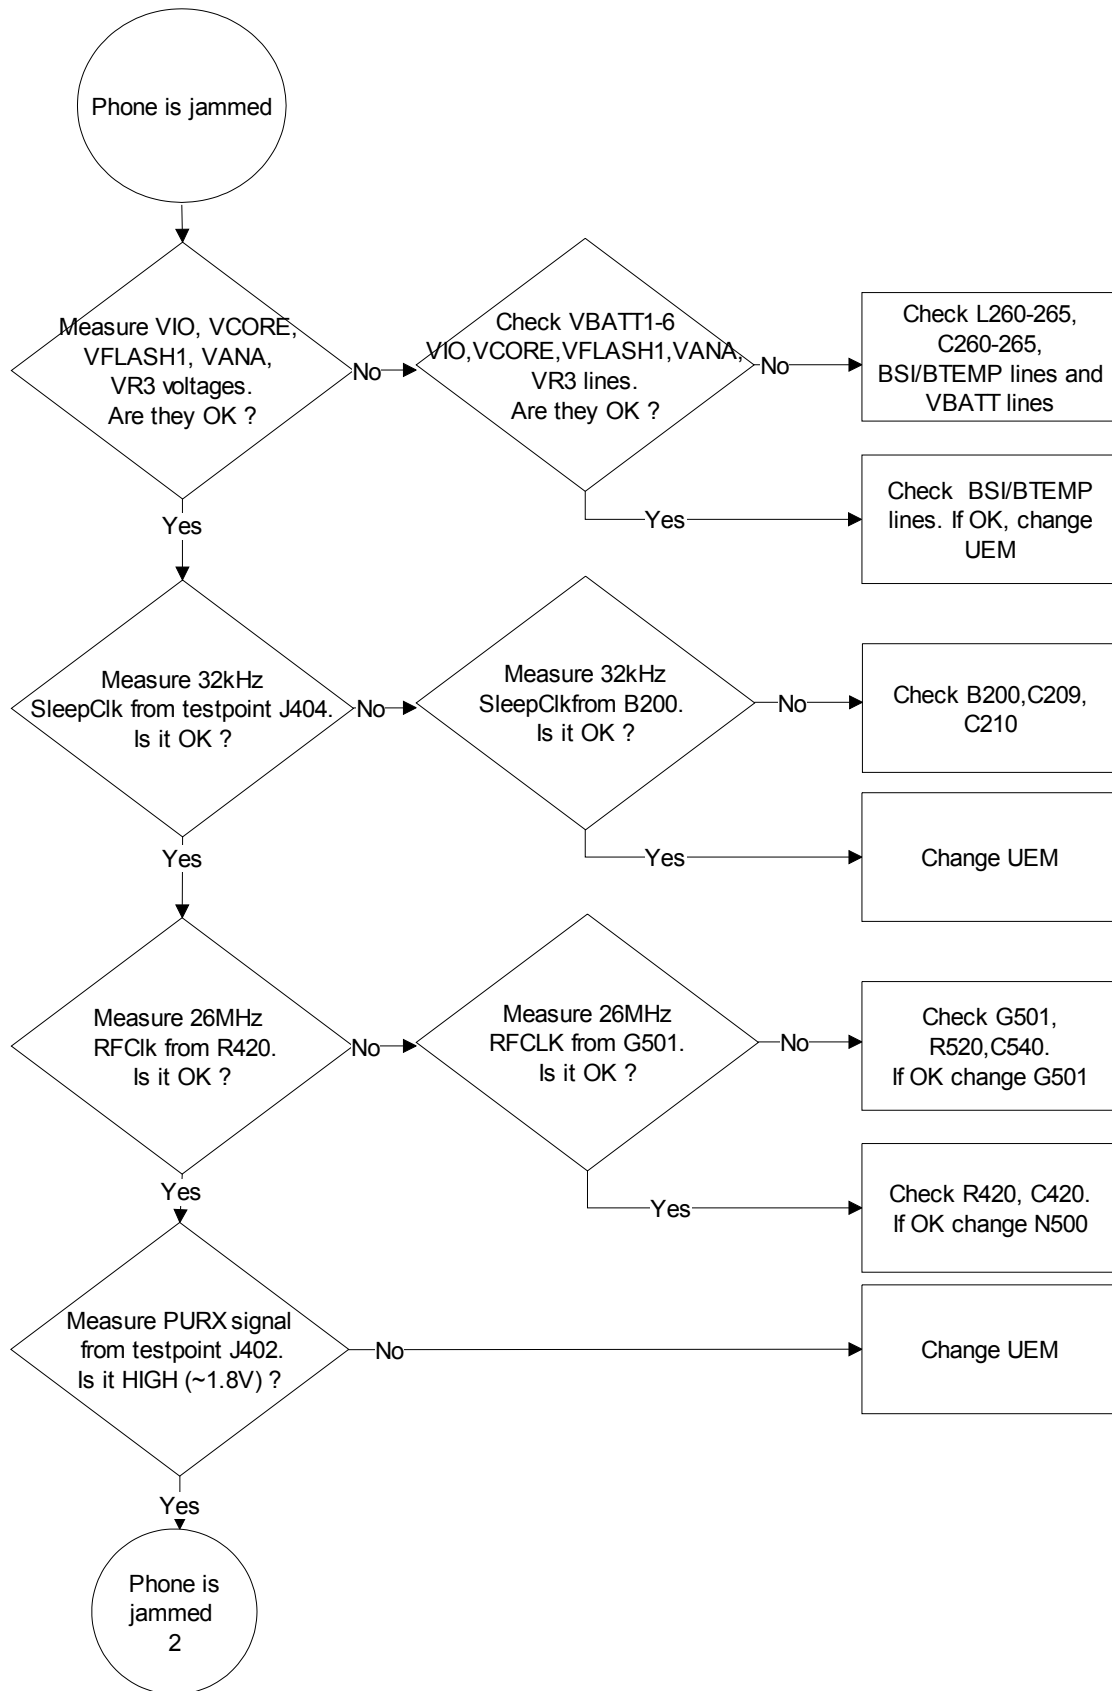 Phone is jammed
Measure VIO, VCORE,
VFLASH1, VANA,
VR3 voltages.
Are they OK ?
No
Check VBATT1-6
VIO,VCORE,VFLASH1,VANA,
VR3 lines.
Are they OK ?
No
Check L260-265,
C260-265,
BSI/BTEMP lines and
VBATT lines
Yes
Check BSI/BTEMP
lines. If OK, change
UEM
Yes
Measure 32kHz
SleepClk from testpoint J404.
Is it OK ?
No
Measure 32kHz
SleepClkfrom B200.
Is it OK ?
No
Check B200,C209,
C210
Yes
Change UEM
Yes
Measure 26MHz
RFClk from R420.
Is it OK ?
No
Measure 26MHz
RFCLK from G501.
Is it OK ?
No
Check G501,
R520,C540.
If OK change G501
Yes
Check R420, C420.
If OK change N500
Yes
Measure PURX signal
from testpoint J402.
Is it HIGH (~1.8V) ?
No
Change UEM
Yes
Phone is
jammed
2